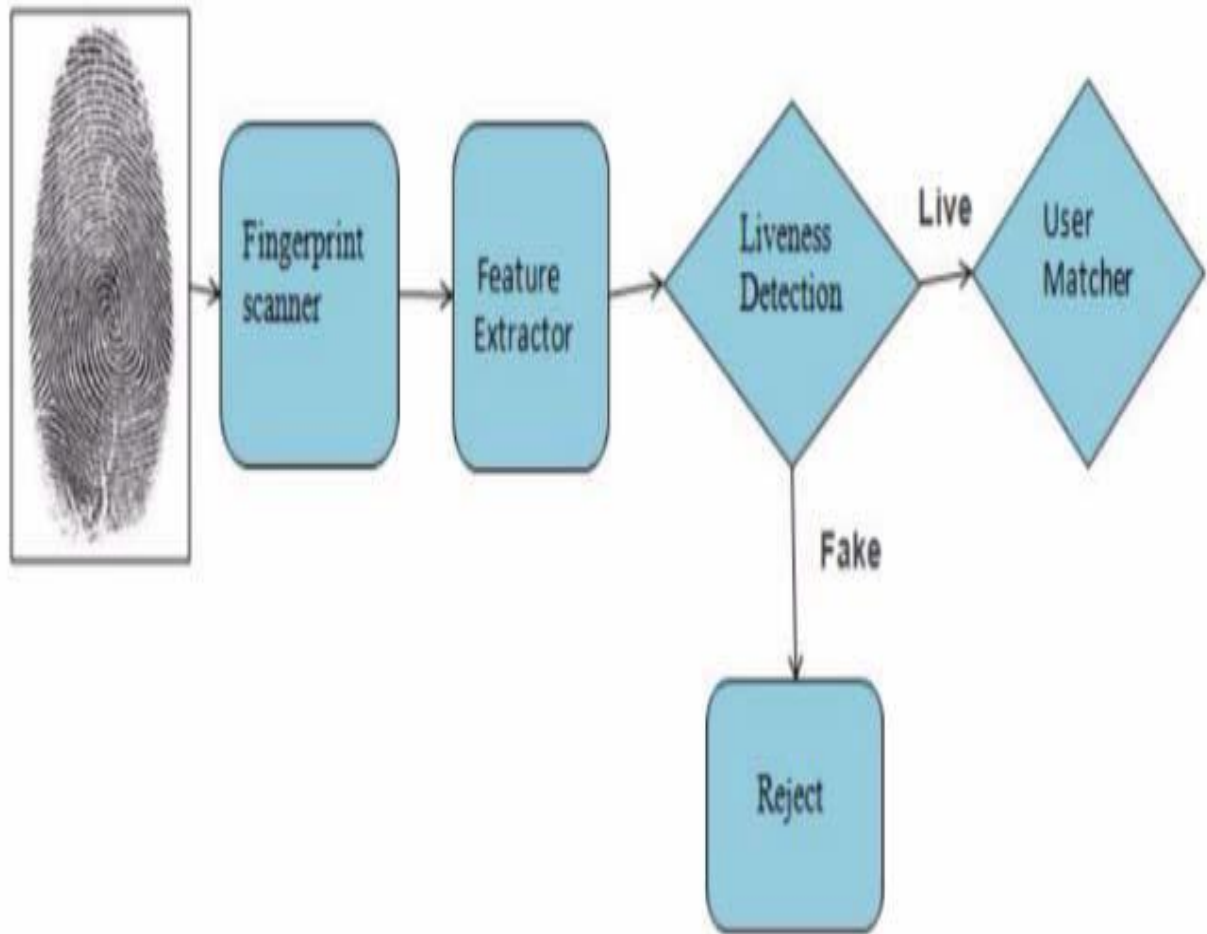 Fingerprint
scanner
Feature
Extractor
Liveness
Detection
Live
User
Matcher
Fake
Reject